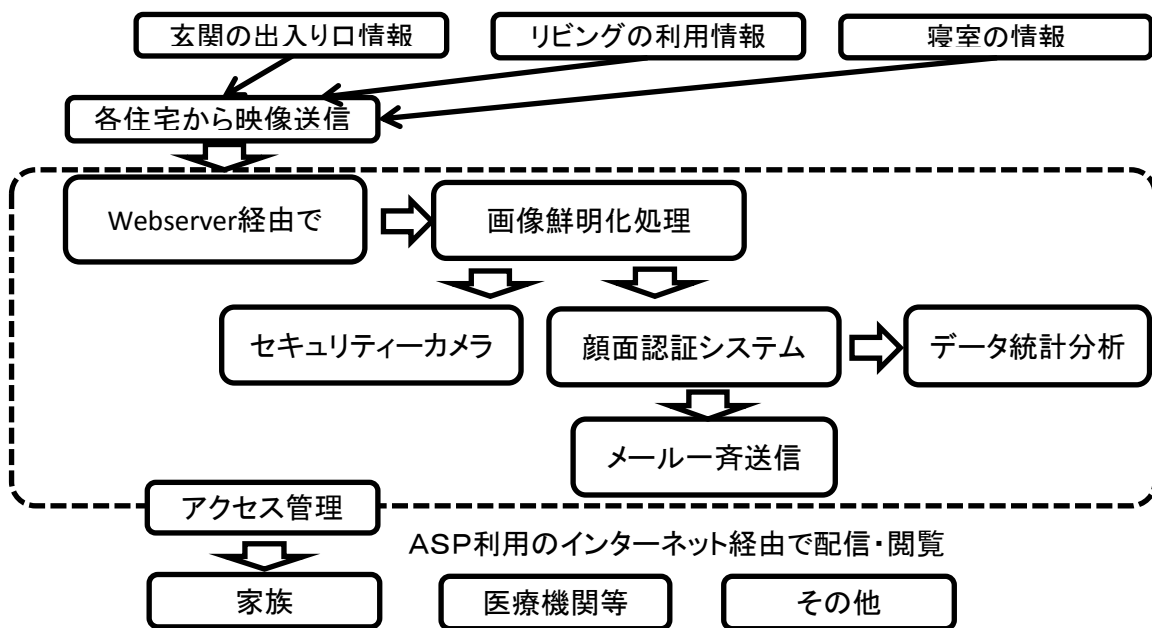 玄関の出入り口情報
リビングの利用情報
寝室の情報
各住宅から映像送信
Webserver経由で
画像鮮明化処理
セキュリティーカメラ
顔面認証システム
データ統計分析
メール一斉送信
アクセス管理
ASP利用のインターネット経由で配信・閲覧
家族
医療機関等
その他